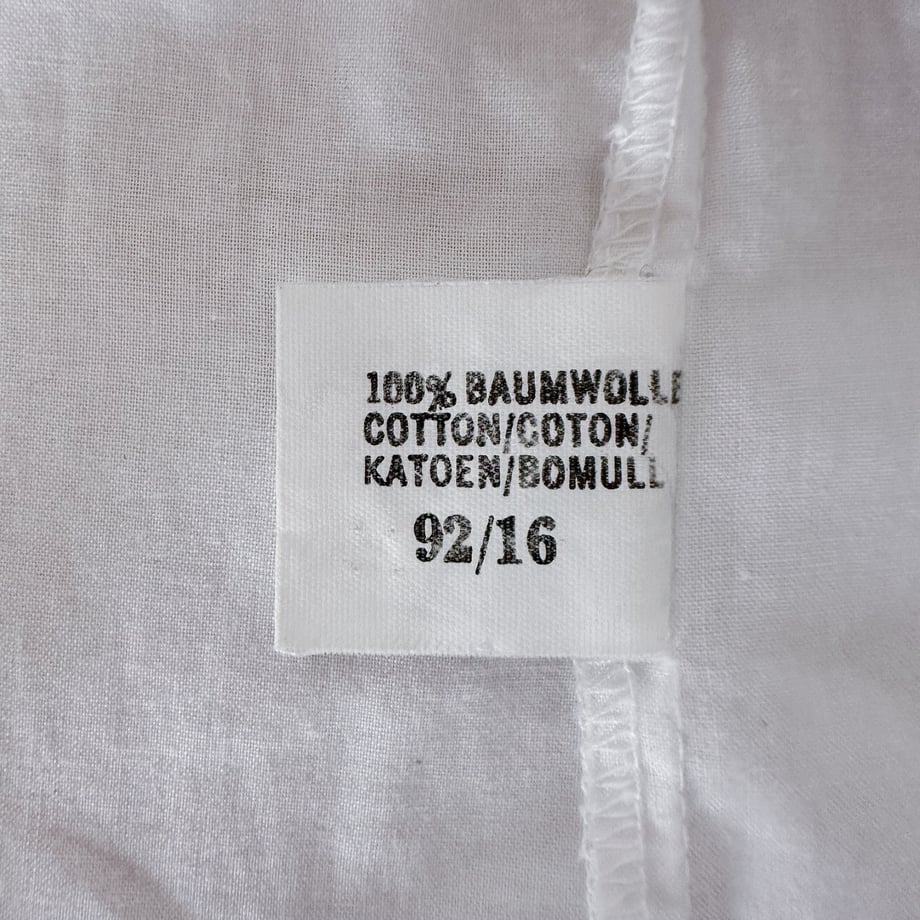 100% BAUMWOLLE
COTTON/COTON/
KATOEN/BOMULL
92/16